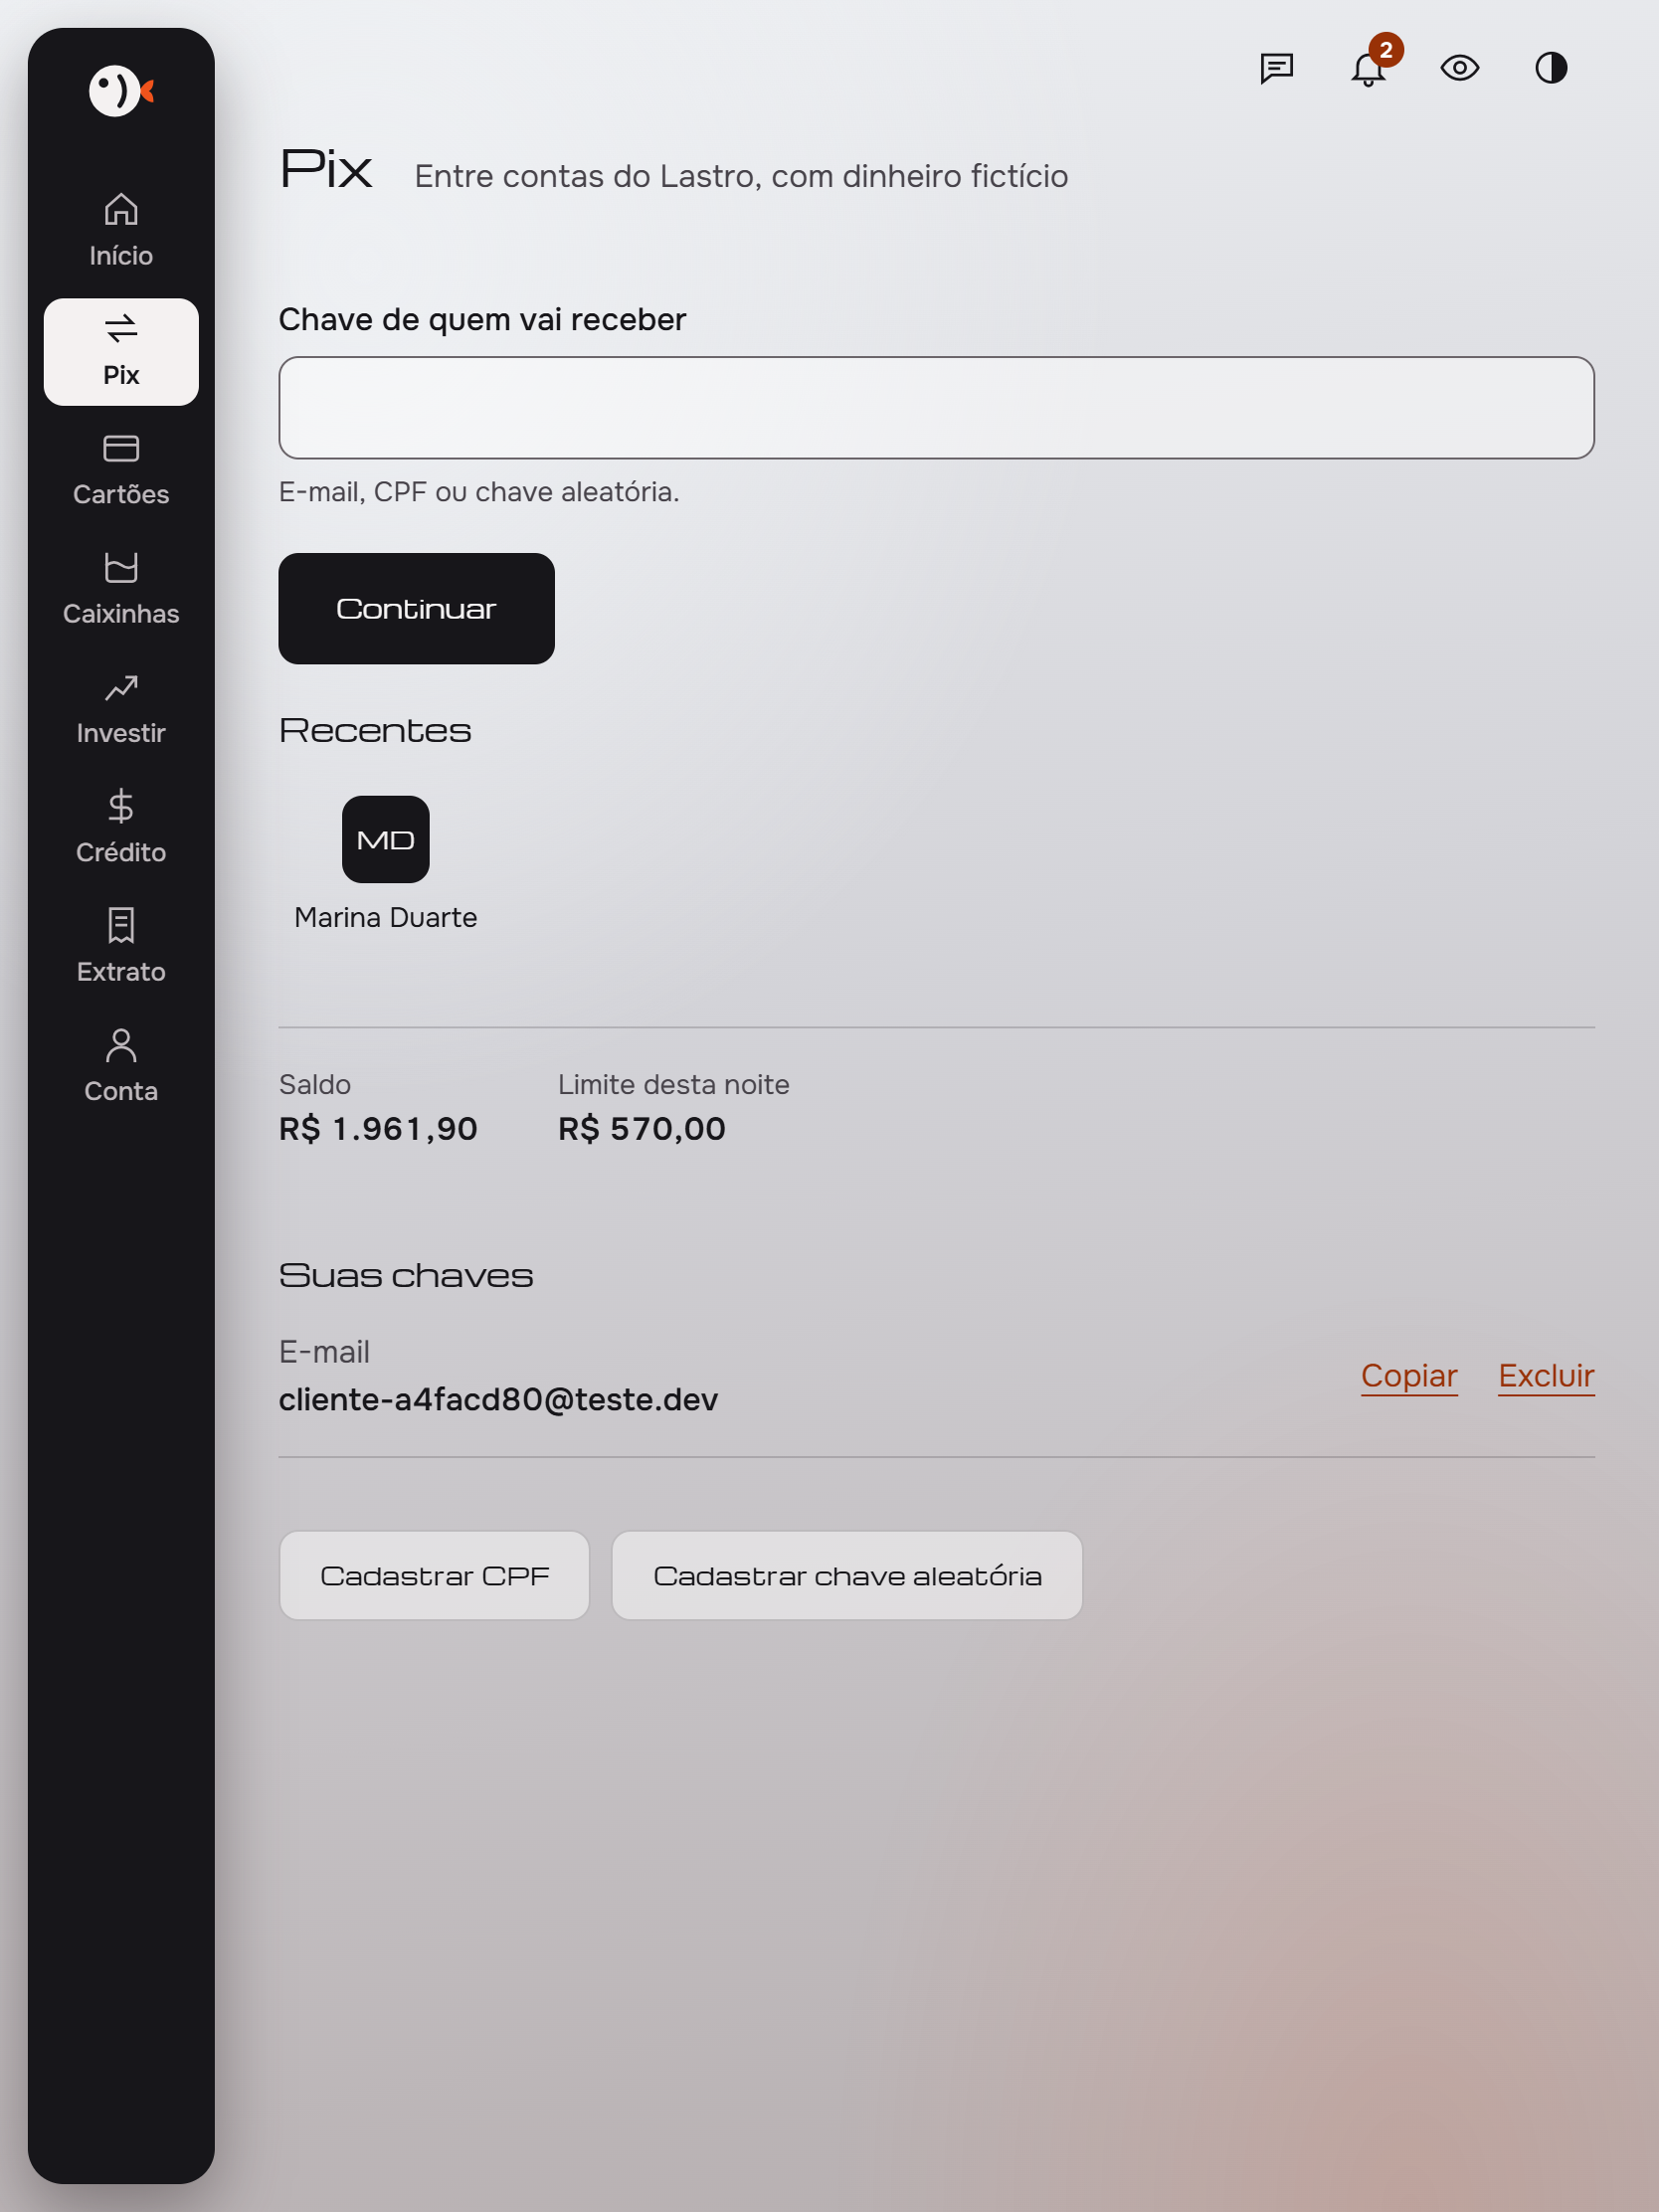 2
Pix
Entre contas do Lastro, com dinheiro fictício
Início
Pix
Cartões
Caixinhas
Investir
Crédito
Extrato
Conta
Chave de quem vai receber
E-mail, CPF ou chave aleatória.
Continuar
Recentes
MD
Marina Duarte
Saldo
R$ 1.961,90
Limite desta noite
R$ 570,00
Suas chaves
E-mail
cliente-a4facd80@teste.dev
Copiar
Excluir
Cadastrar CPF
Cadastrar chave aleatória